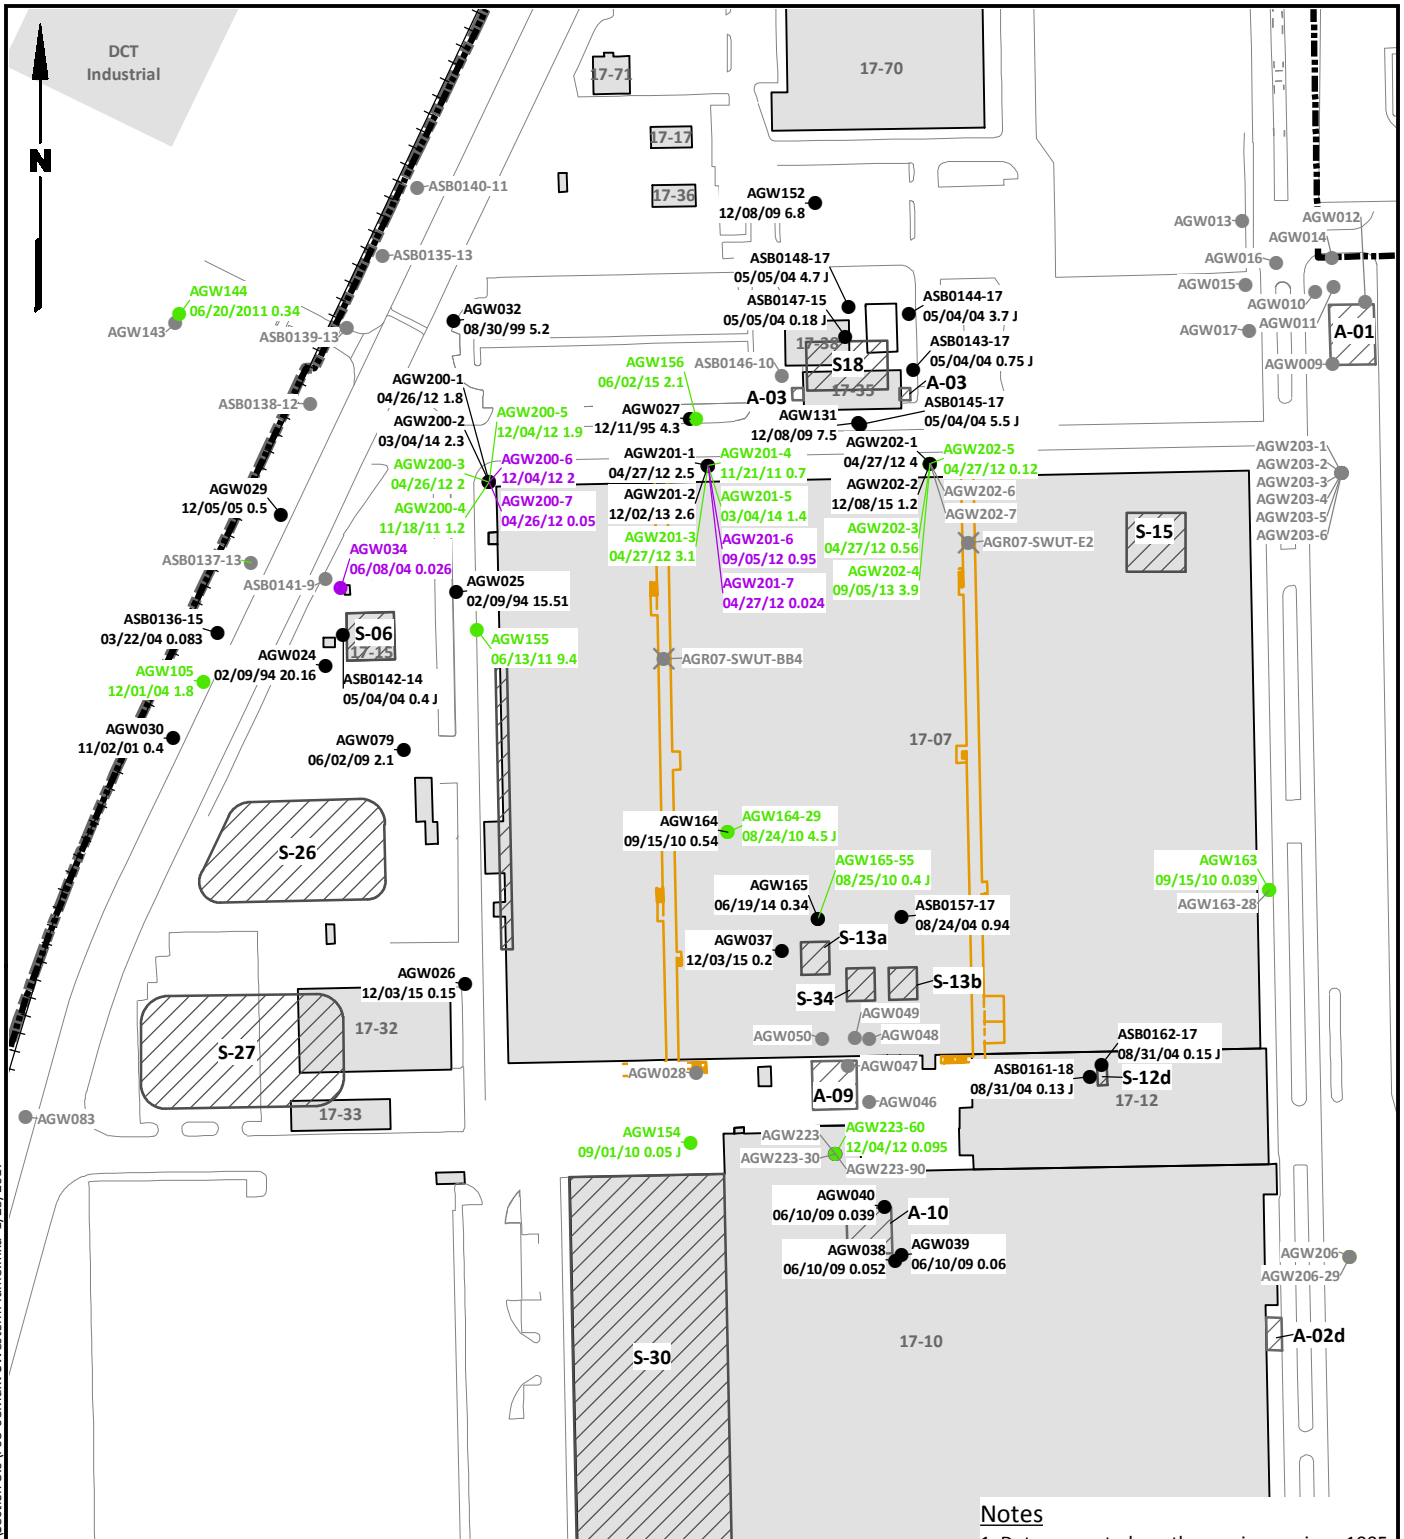 DCT
Industrial
17-71
17-70
17-17
17-36
N
ASB0140-11
AGW152
12/08/09 6.8
AGW013
AGW012
AGW014
AGW016
ASB0135-13
ASB0148-17
05/05/04 4.7 J
AGW015
AGW144
06/20/2011 0.34
AGW143
ASB0147-15
05/05/04 0.18 J
ASB0144-17
05/04/04 3.7 J
AGW010
AGW011
AGW032
08/30/99 5.2
ASB0139-13
17-38
AGW017
A-01
ASB0143-17
05/04/04 0.75 J
AGW156
06/02/15 2.1
ASB0146-10
S18
AGW009
AGW200-1
04/26/12 1.8
17-35
A-03
A-03
ASB0138-12
AGW027
12/11/95 4.3
ASB0145-17
05/04/04 5.5 J
AGW200-5
12/04/12 1.9
AGW131
12/08/09 7.5
AGW200-2
03/04/14 2.3
AGW200-3
04/26/12 2
AGW200-6
12/04/12 2
AGW201-1
04/27/12 2.5
AGW201-4
11/21/11 0.7
AGW202-1
04/27/12 4
AGW202-5
04/27/12 0.12
AGW203-1
AGW203-2
AGW203-3
AGW203-4
AGW203-5
AGW203-6
AGW029
12/05/05 0.5
AGW200-4
11/18/11 1.2
AGW200-7
04/26/12 0.05
AGW201-2
12/02/13 2.6
AGW201-5
03/04/14 1.4
AGW202-2
12/08/15 1.2
AGW202-6
AGW202-7
AGW201-3
04/27/12 3.1
AGW201-6
09/05/12 0.95
AGW202-3
04/27/12 0.56
AGR07-SWUT-E2
S-15
ASB0137-13
AGW034
06/08/04 0.026
ASB0141-9
AGW201-7
04/27/12 0.024
AGW202-4
09/05/13 3.9
AGW025
02/09/94 15.51
ASB0136-15
03/22/04 0.083
S-06
17-15
AGW155
06/13/11 9.4
AGW024
02/09/94 20.16
AGR07-SWUT-BB4
AGW105
12/01/04 1.8
ASB0142-14
05/04/04 0.4 J
AGW030
11/02/01 0.4
AGW079
06/02/09 2.1
17-07
AGW164
09/15/10 0.54
AGW164-29
08/24/10 4.5 J
S-26
AGW165-55
08/25/10 0.4 J
AGW163
09/15/10 0.039
AGW163-28
AGW165
06/19/14 0.34
ASB0157-17
08/24/04 0.94
AGW037
12/03/15 0.2
S-13a
AGW026
12/03/15 0.15
S-34
S-13b
AGW049
17-32
AGW050
AGW048
ASB0162-17
08/31/04 0.15 J
S-27
AGW028
AGW047
ASB0161-18
08/31/04 0.13 J
S-12d
A-09
AGW046
17-12
AGW083
17-33
AGW154
09/01/10 0.05 J
AGW223
AGW223-60
12/04/12 0.095
AGW223-30
AGW223-90
AGW040
06/10/09 0.039
A-10
AGW038
06/10/09 0.052
AGW039
06/10/09 0.06
AGW206
AGW206-29
S-30
17-10
A-02d
Notes